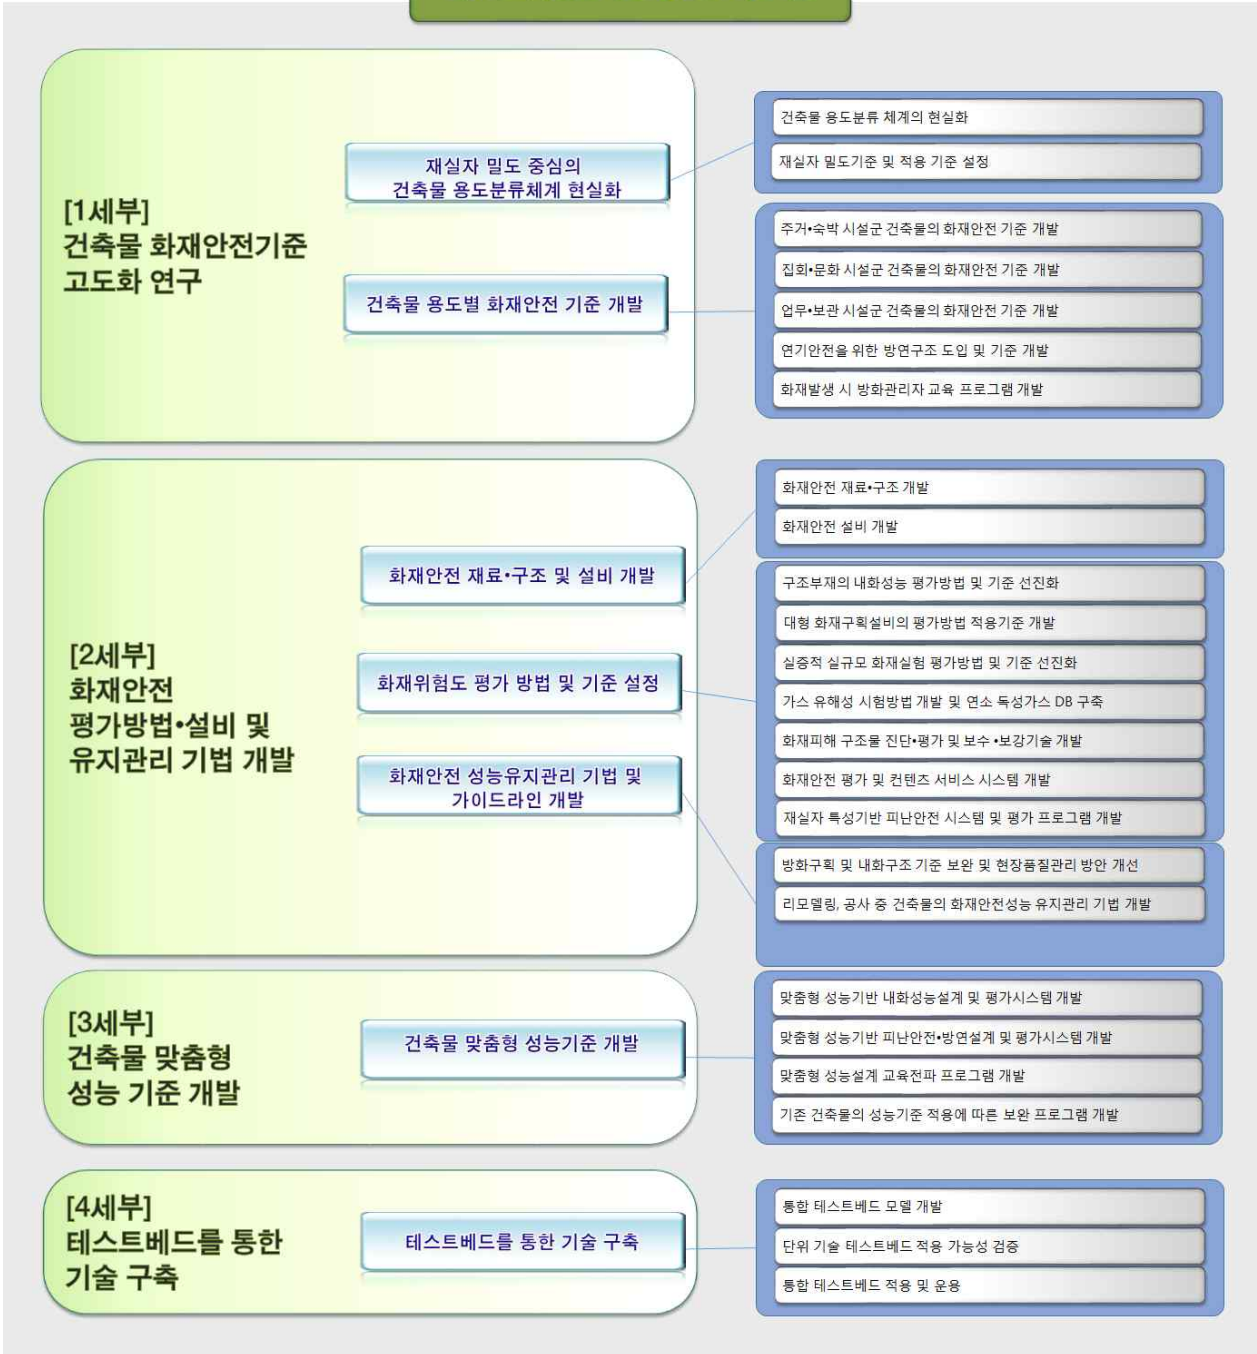 [1세부]
건축물 화재안전기준
고도화 연구
재실자 밀도 중심의
건축물 용도분류체계 현실화
건축물 용도분류 체계의 현실화
재실자 밀도기준 및 적용 기준 설정
건축물 용도별 화재안전 기준 개발
주거•숙박 시설군 건축물의 화재안전 기준 개발
집회•문화 시설군 건축물의 화재안전 기준 개발
업무•보관 시설군 건축물의 화재안전 기준 개발
연기안전을 위한 방연구조 도입 및 기준 개발
화재발생 시 방화관리자 교육 프로그램 개발
[2세부]
화재안전
평가방법•설비 및
유지관리 기법 개발
화재안전 재료•구조 및 설비 개발
화재안전 재료•구조 개발
화재안전 설비 개발
화재위험도 평가 방법 및 기준 설정
구조부재의 내화성능 평가방법 및 기준 선진화
대형 화재구획설비의 평가방법 적용기준 개발
실증적 실규모 화재실험 평가방법 및 기준 선진화
가스 유해성 시험방법 개발 및 연소 독성가스 DB 구축
화재피해 구조물 진단•평가 및 보수 •보강기술 개발
화재안전 평가 및 컨텐츠 서비스 시스템 개발
재실자 특성기반 피난안전 시스템 및 평가 프로그램 개발
화재안전 성능유지관리 기법 및
가이드라인 개발
방화구획 및 내화구조 기준 보완 및 현장품질관리 방안 개선
리모델링, 공사 중 건축물의 화재안전성능 유지관리 기법 개발
[3세부]
건축물 맞춤형
성능 기준 개발
건축물 맞춤형 성능기준 개발
맞춤형 성능기반 내화성능설계 및 평가시스템 개발
맞춤형 성능기반 피난안전•방연설계 및 평가시스템 개발
맞춤형 성능설계 교육전파 프로그램 개발
기존 건축물의 성능기준 적용에 따른 보완 프로그램 개발
[4세부]
테스트베드를 통한
기술 구축
테스트베드를 통한 기술 구축
통합 테스트베드 모델 개발
단위 기술 테스트베드 적용 가능성 검증
통합 테스트베드 적용 및 운용